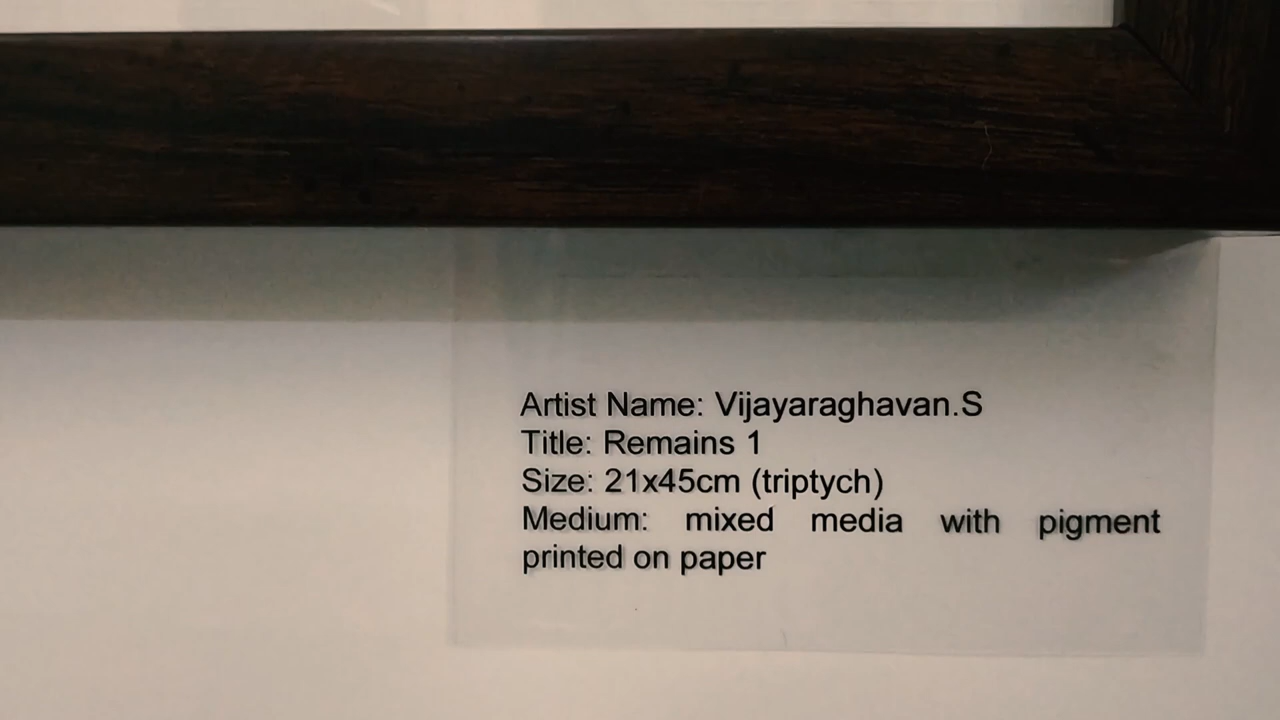 Artist Name: Vijayaraghavan.S
Title: Remains 1
Size: 21x45cm (triptych)
Medium: mixed media with pigment
printed on paper